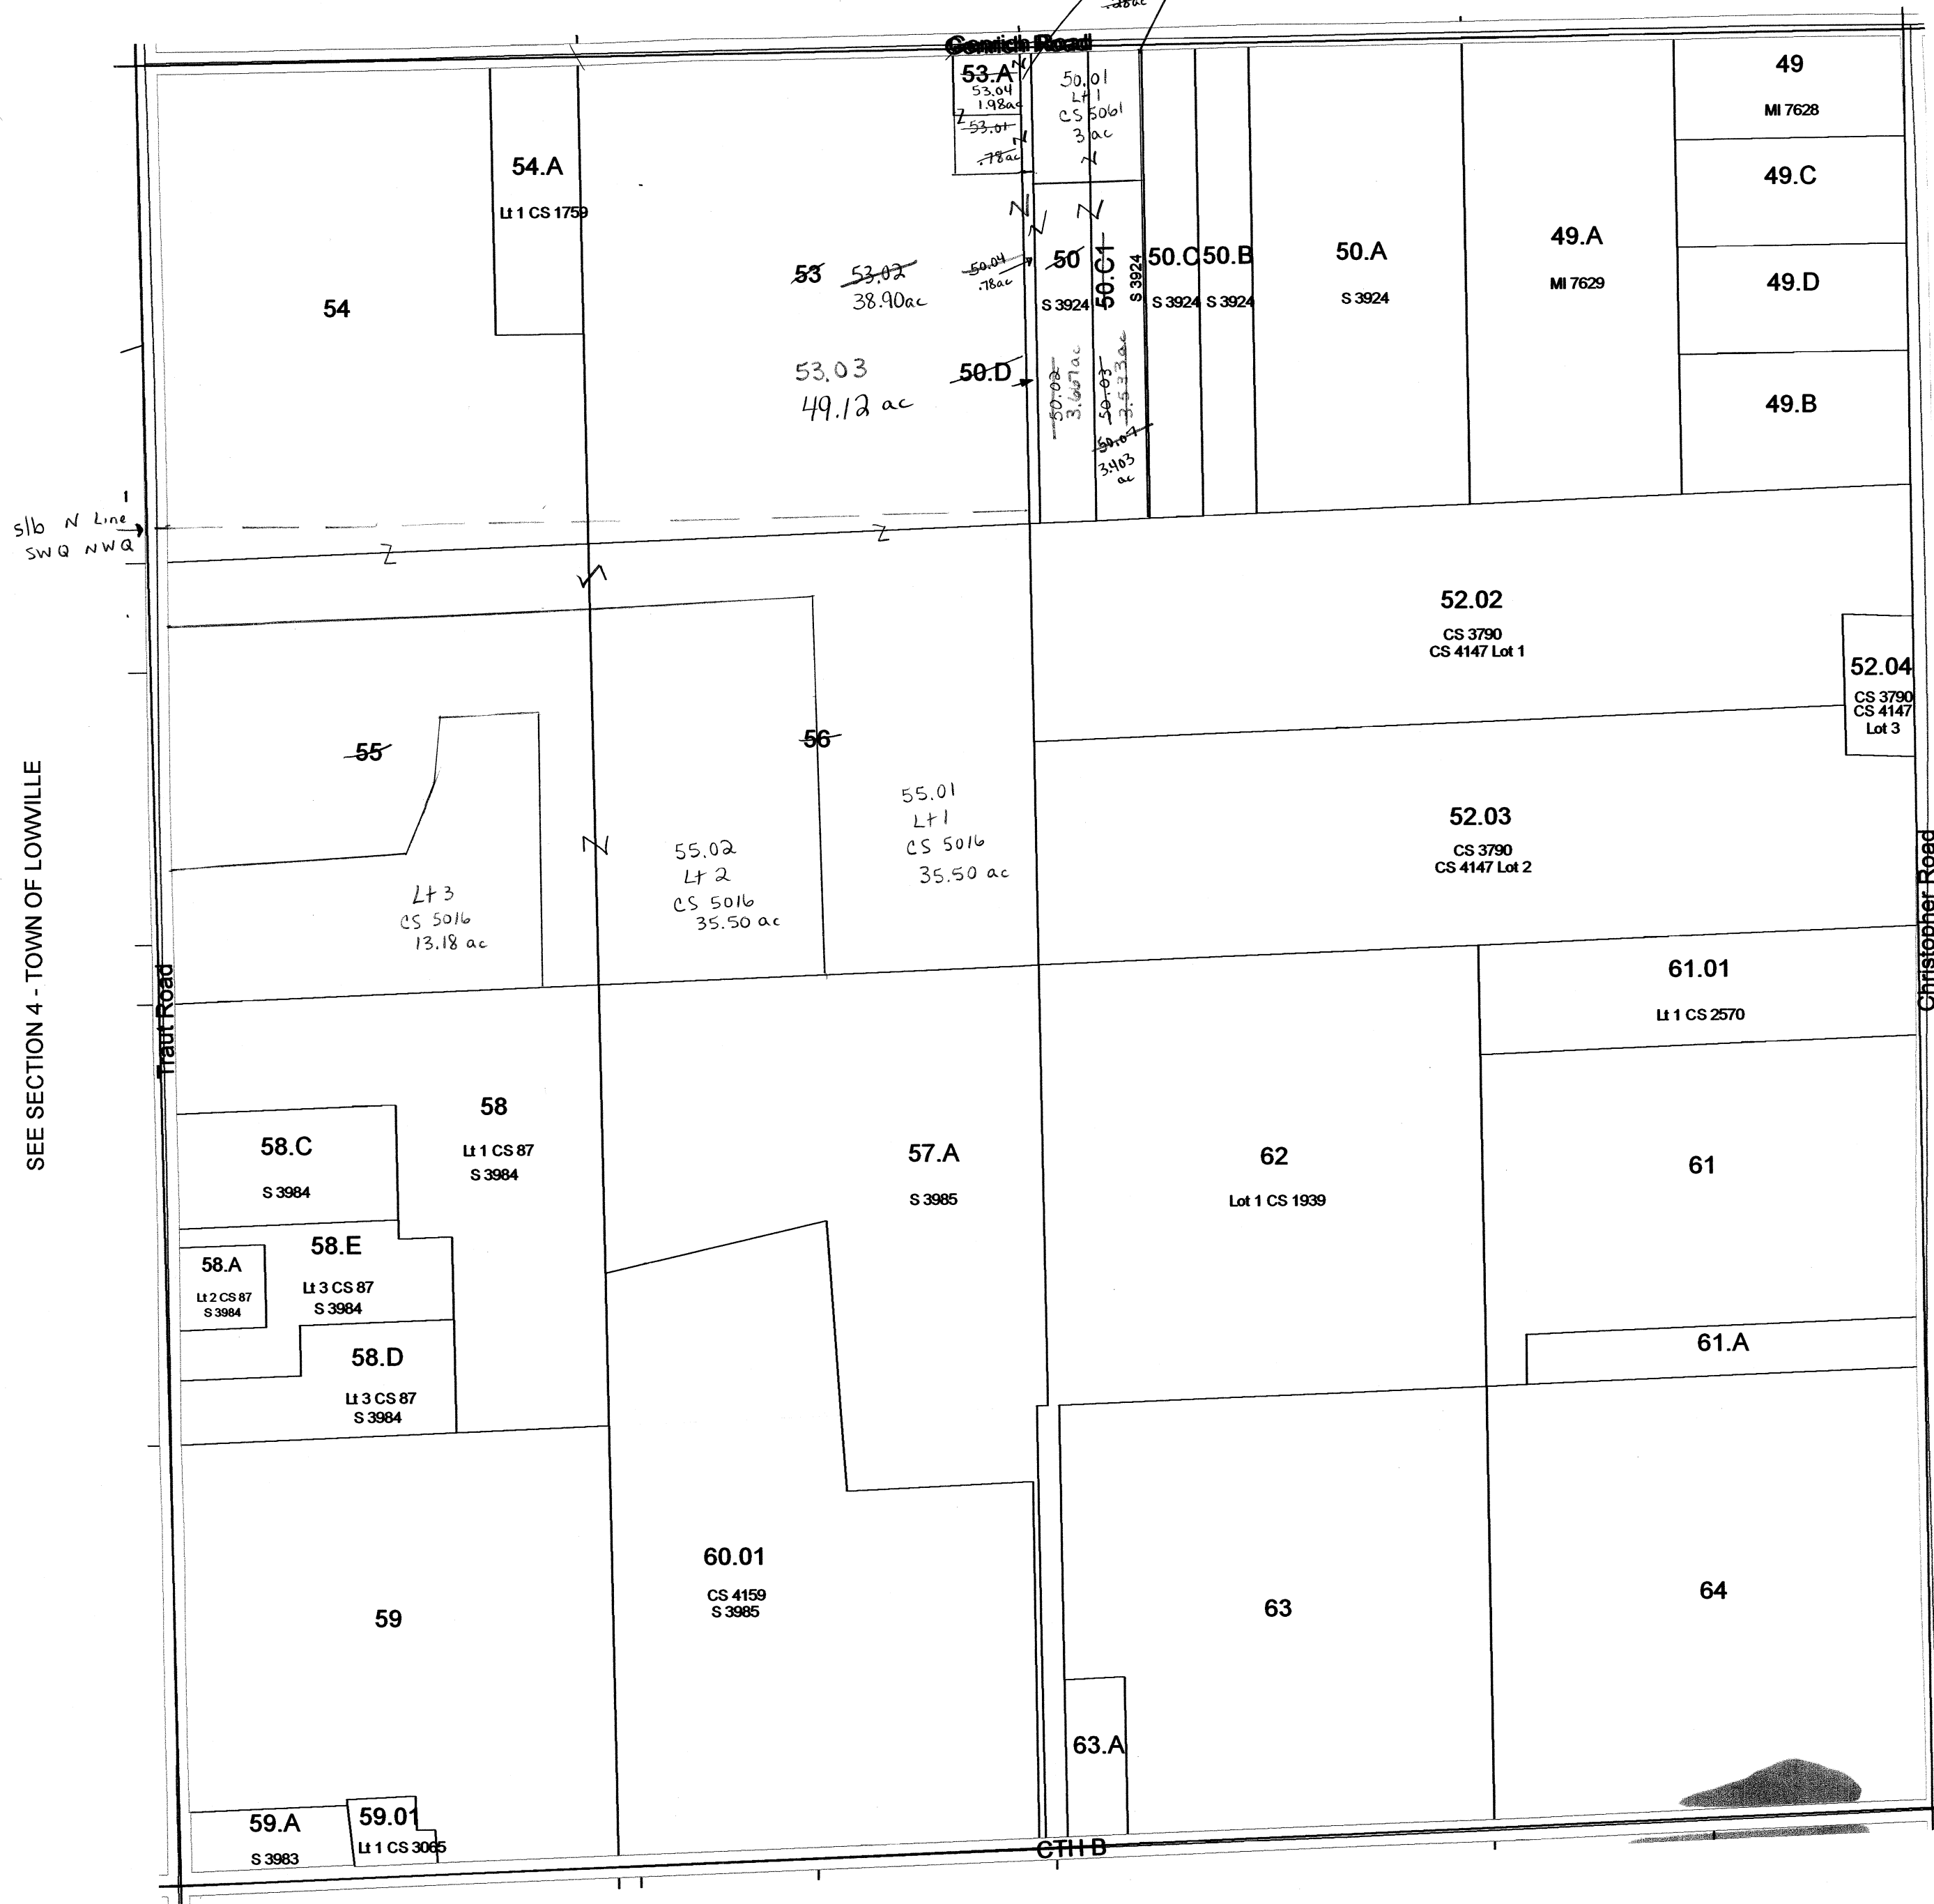 .28ac
Genrich Road
53.A
53.04
1.98ac
53.01
.78ac
50.01
Lt 1
CS 5061
3 ac
49
MI 7628
54.A
Lt 1 CS 1759
49.C
54
53
53.02
38.90ac
50.04
.78ac
50
S 3924
50.C1
S 3924
50.C
S 3924
50.B
S 3924
50.A
S 3924
49.A
MI 7629
49.D
53.03
49.12 ac
50.D
50.02
3.667ac
50.03
3.533ac
50.07
3.403
ac
49.B
s/b N Line
SWQ NWQ
52.02
CS 3790
CS 4147 Lot 1
52.04
CS 3790
CS 4147
Lot 3
55
56
SEE SECTION 4 - TOWN OF LOWVILLE
55.01
Lt 1
CS 5016
35.50 ac
55.02
Lt 2
CS 5016
35.50 ac
Lt 3
CS 5016
13.18 ac
52.03
CS 3790
CS 4147 Lot 2
Christopher Road
Traut Road
61.01
Lt 1 CS 2570
58
Lt 1 CS 87
S 3984
58.C
S 3984
57.A
S 3985
62
Lot 1 CS 1939
61
58.E
Lt 3 CS 87
S 3984
58.A
Lt 2 CS 87
S 3984
58.D
Lt 3 CS 87
S 3984
61.A
60.01
CS 4159
S 3985
59
63
64
63.A
59.A
S 3983
59.01
Lt 1 CS 3065
CTH B